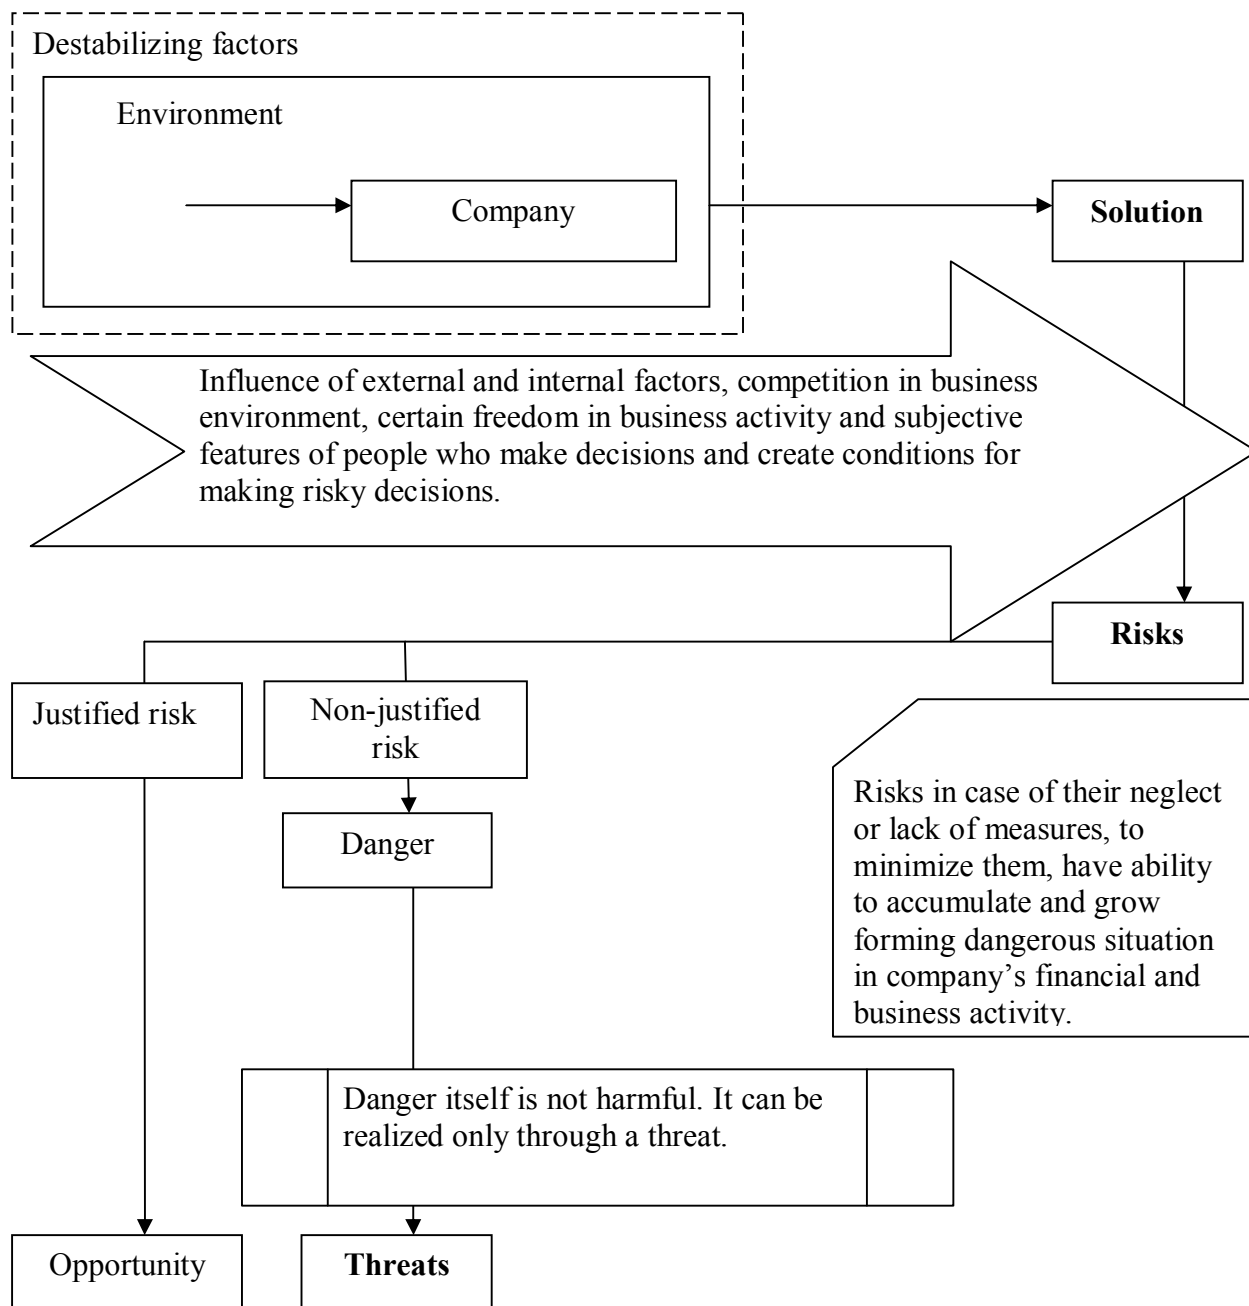 Destabilizing factors
Environment
Company
Solution
Influence of external and internal factors, competition in business
environment, certain freedom in business activity and subjective
features of people who make decisions and create conditions for
making risky decisions.
Risks
Justified risk
Non-justified
risk
Danger
Risks in case of their neglect
or lack of measures, to
minimize them, have ability
to accumulate and grow
forming dangerous situation
in company’s financial and
business activity.
Danger itself is not harmful. It can be
realized only through a threat.
Opportunity
Threats